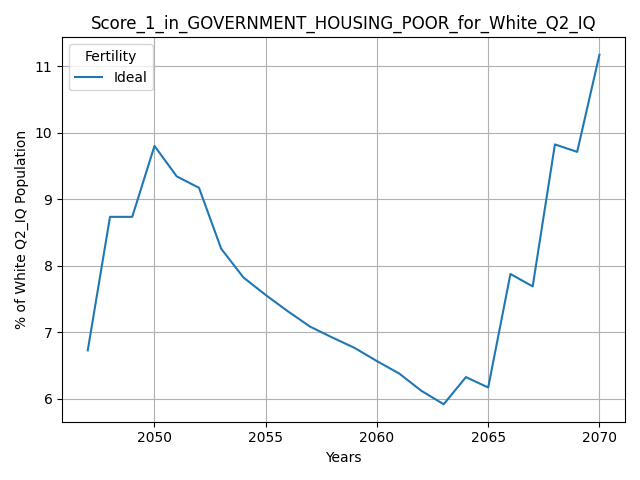 Score_1_in_GOVERNMENT_HOUSING_POOR_for_White_Q2_IQ
Fertility
Ideal
% of White Q2_IQ Population
11
10
9
8
7
6
2050 2055 2060 2065 2070
Years